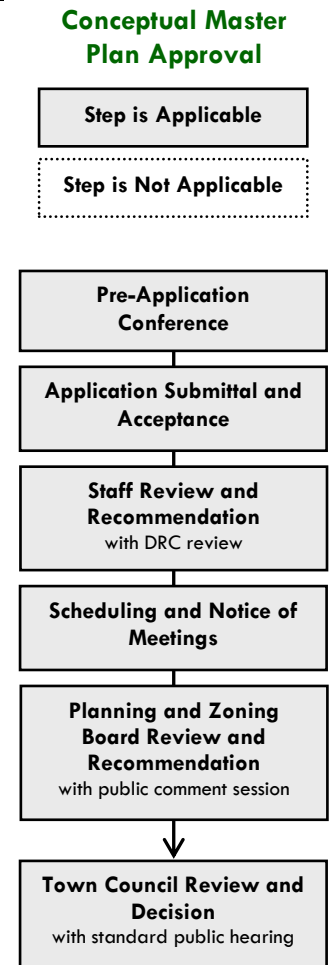 Conceptual Master
Plan Approval
Step is Applicable
Step is Not Applicable
Pre-Application
Conference
Application Submittal and
Acceptance
Staff Review and
Recommendation
with DRC review
Scheduling and Notice of
Meetings
Planning and Zoning
Board Review and
Recommendation
with public comment session
Town Council Review and
Decision
with standard public hearing